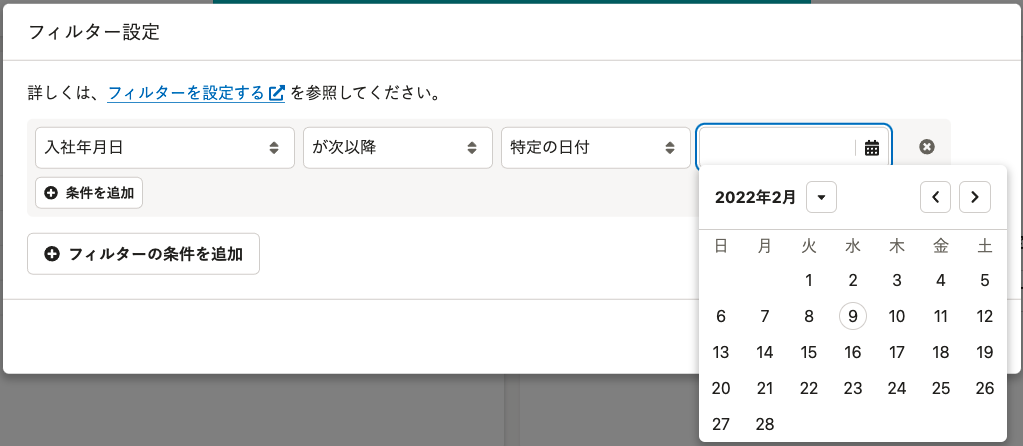 フィルター設定
詳しくは、フィルターを設定する を参照してください。
入社年月日 が次以降 特定の日付
条件を追加
フィルターの条件を追加
2022年2月
日 月 火 水 木 金 土
1 2 3 4 5
6 7 8 9 10 11 12
13 14 15 16 17 18 19
20 21 22 23 24 25 26
27 28